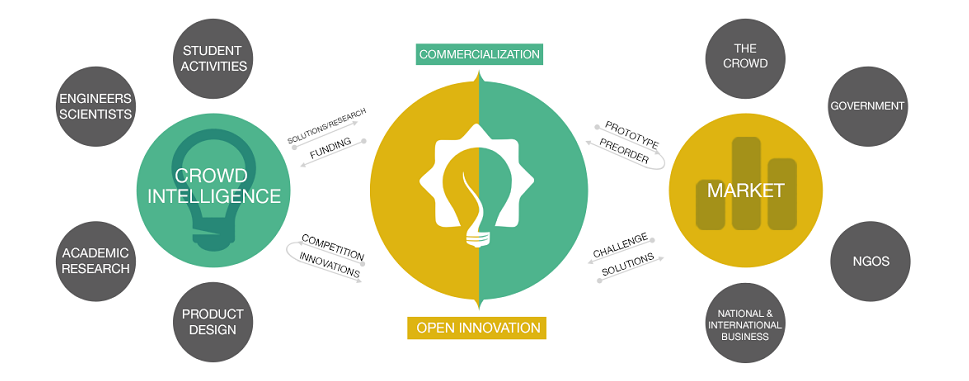 STUDENT
ACTIVITIES
ENGINEERS
SCIENTISTS
CROWD
INTELLIGENCE
ACADEMIC
RESEARCH
PRODUCT
DESIGN
SOLUTIONS/RESEARCH
FUNDING
COMPETITION
INNOVATIONS
COMMERCIALIZATION
OPEN INNOVATION
PROTOTYPE
PREORDER
CHALLENGE
SOLUTIONS
THE
CROWD
GOVERNMENT
MARKET
NGOS
NATIONAL &
INTERNATIONAL
BUSINESS